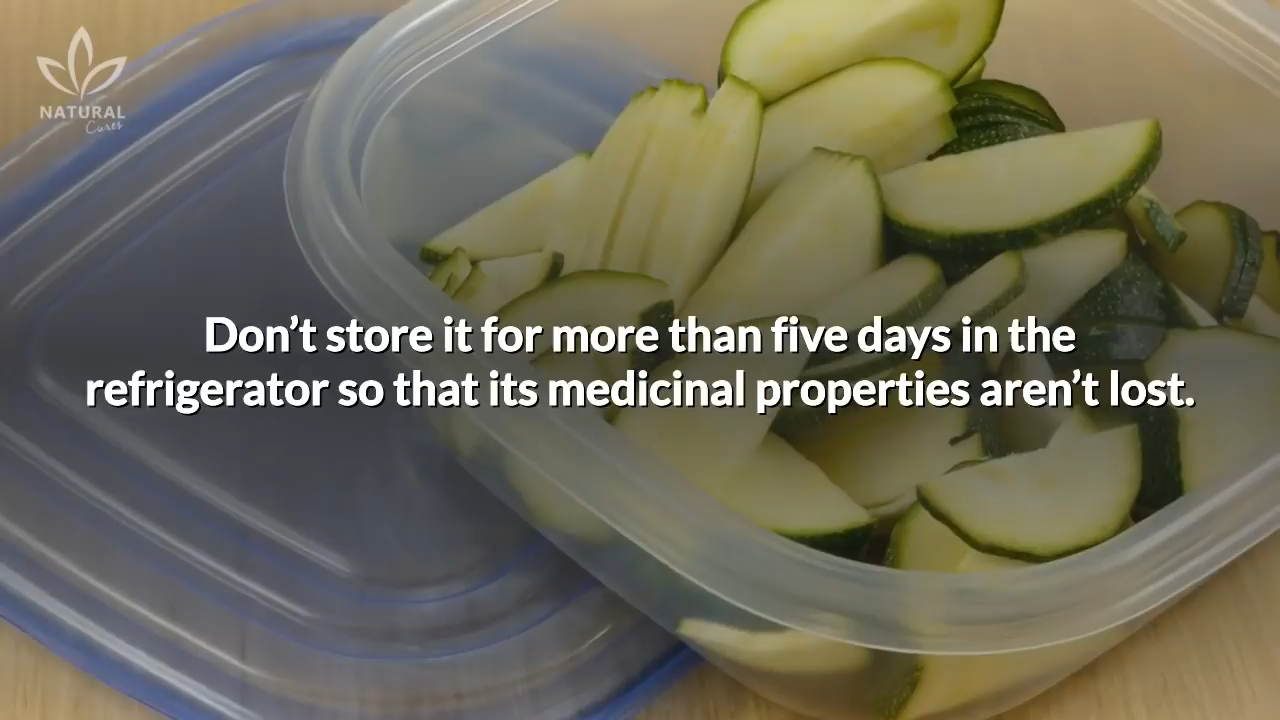 NATURAL
Cures
Don’t store it for more than five days in the
refrigerator so that its medicinal properties aren’t lost.